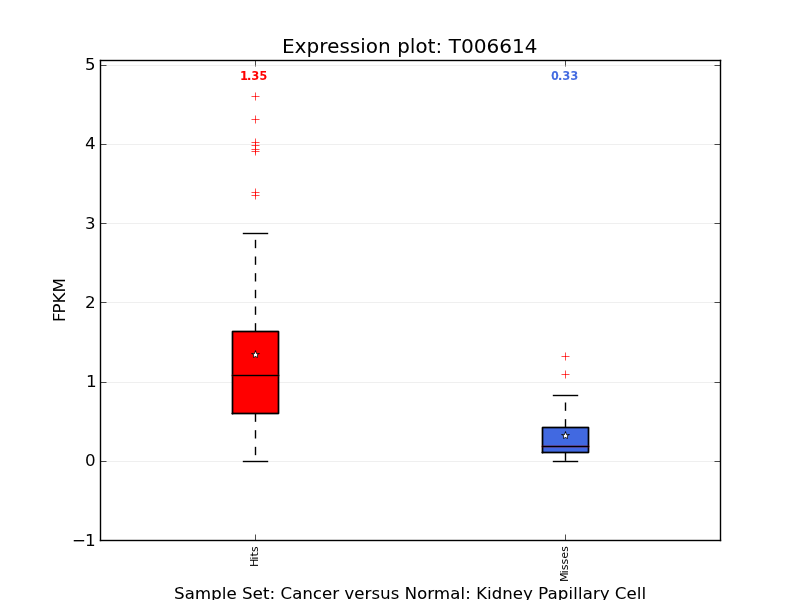 Expression plot: T006614
1.35
0.33
5
4
3
2
1
0
−1
FPKM
Hits
Misses
Sample Set: Cancer versus Normal: Kidney Papillary Cell